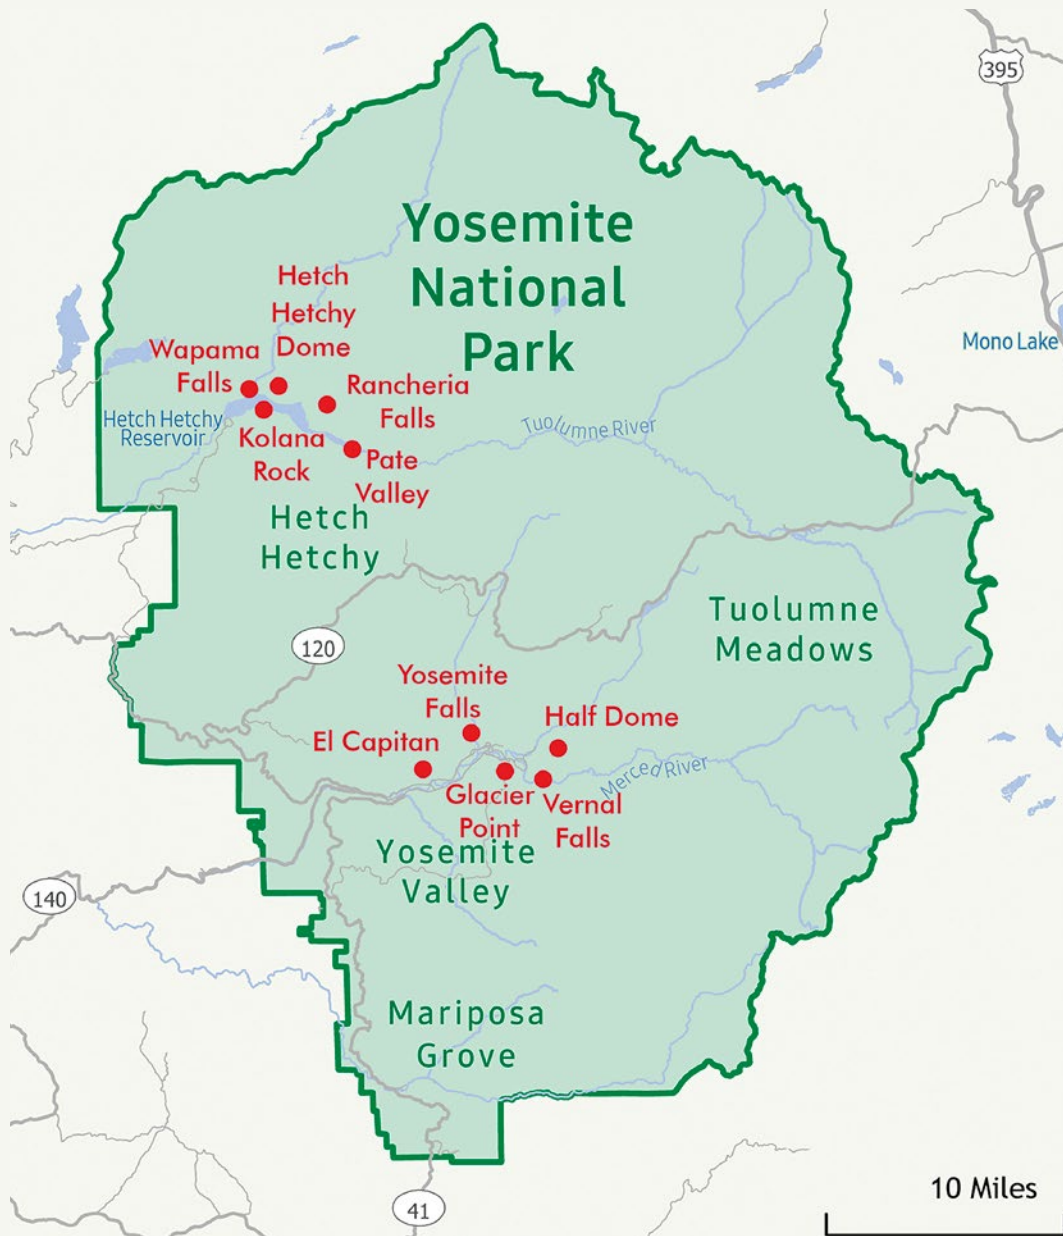 395
Yosemite
National
Park
Hetch
Hetchy
Dome
Mono Lake
Wapama
Falls
Rancheria
Falls
Hetch Hetchy
Reservoir
Kolana
Rock
Tuolumne River
Pate
Valley
Hetch
Hetchy
Tuolumne
Meadows
120
Yosemite
Falls
Half Dome
El Capitan
Merced River
Glacier
Point
Vernal
Falls
Yosemite
Valley
140
Mariposa
Grove
10 Miles
41